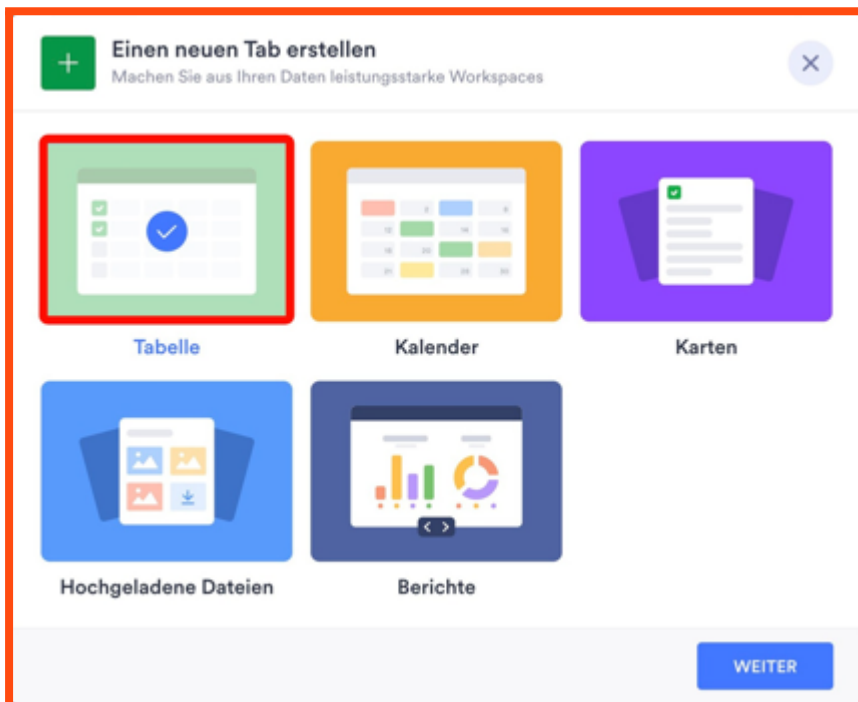 Einen neuen Tab erstellen
Machen Sie aus Ihren Daten leistungsstarke Workspaces
Tabelle
Kalender
Karten
Hochgeladene Dateien
Berichte
WEITER